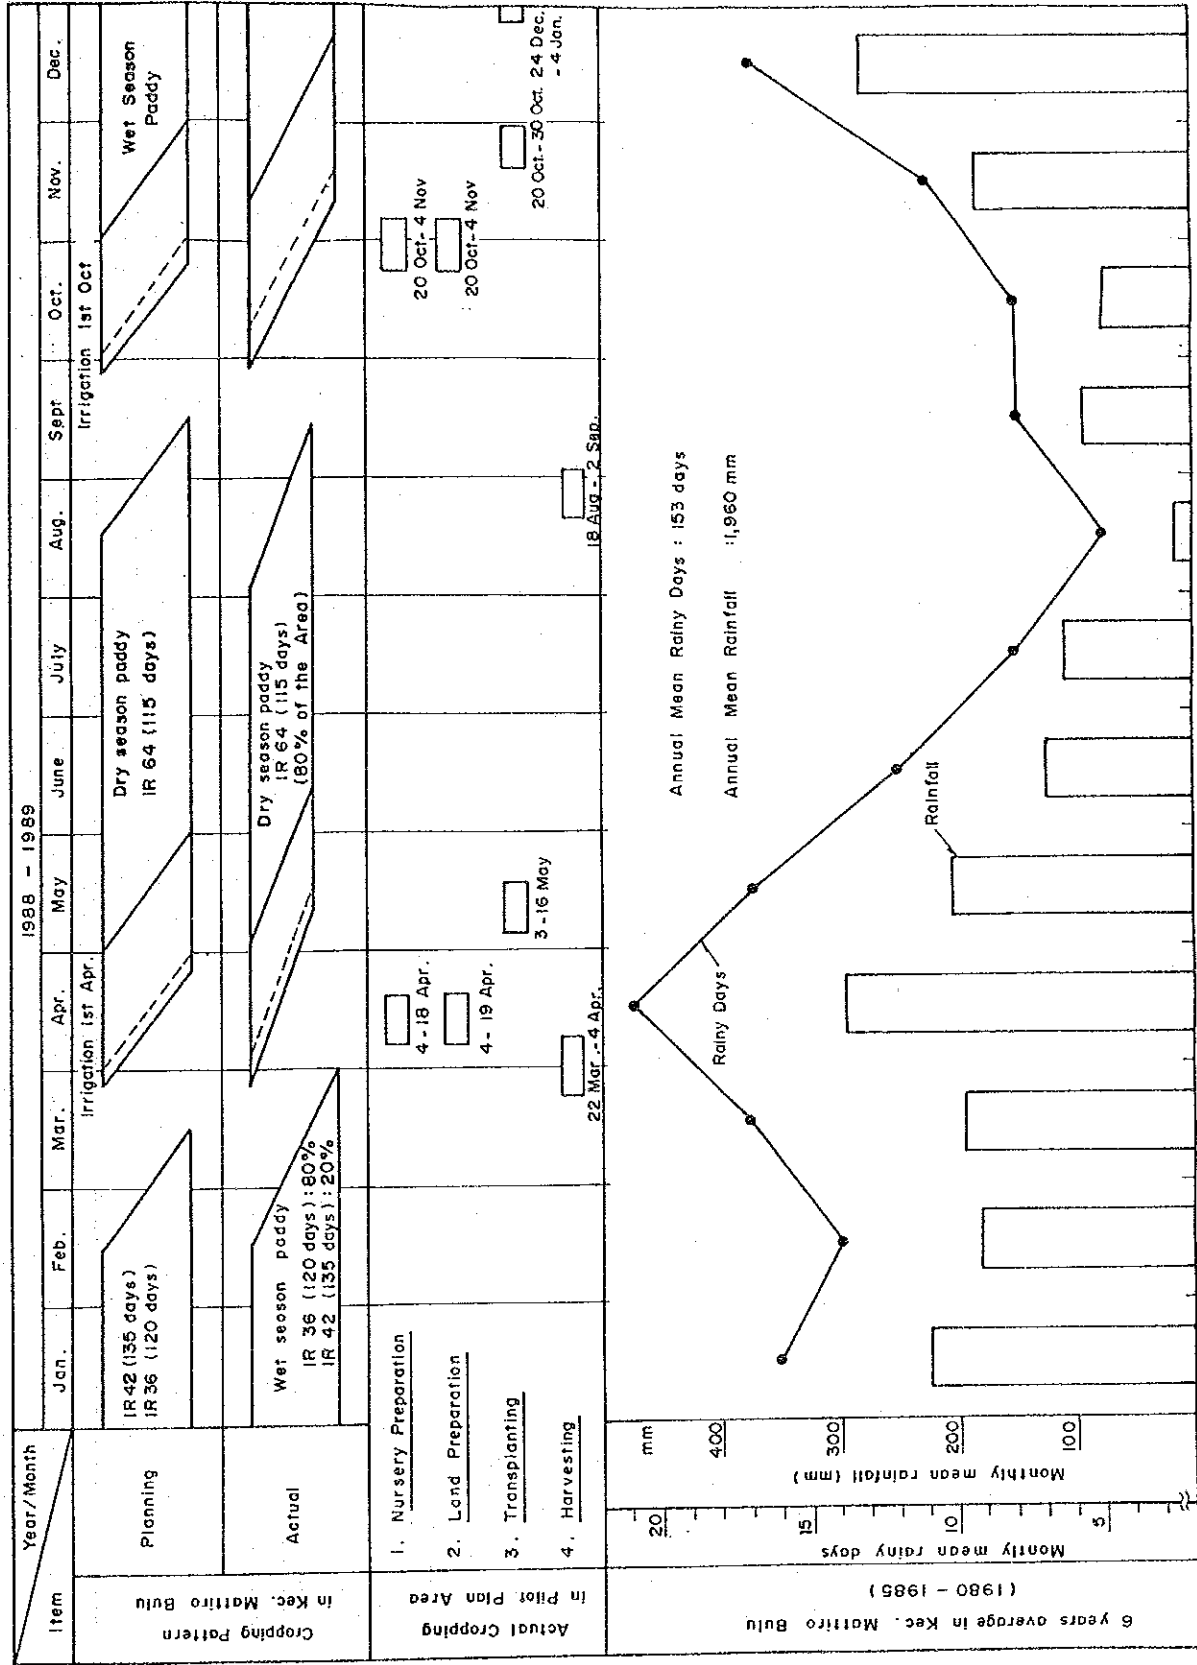 1988 - 1989
Year/Month
Item
Jan.
Feb.
Mar.
Apr.
May
June
July
Aug.
Sept
Oct.
Nov.
Dec.
Irrigation 1st Apr.
Irrigation 1st Oct
Cropping Pattern
in Kec. Mattiro Bulu
Planning
IR42 (135 days)
IR36 (120 days)
Dry season paddy
IR 64 (115 days)
Wet Season
Paddy
Actual
Wet seoson paddy
IR 36 (120 days):80%
IR 42 (135 days):20%
Dry season paddy
IR 64 (115 days)
(80% of the Area)
Actual Cropping
in Pilot Plan Area
1. Nursery Preparation
4-18 Apr.
20 Oct-4 Nov
2. Land Preparation
4-19 Apr.
20 Oct-4 Nov
3. Transplanting
3-16 May
20 Oct.-30 Oct.
24 Dec.
-4 Jan.
4. Harvesting
22 Mar.-4 Apr.
18 Aug - 2 Sep.
6 years average in Kec. Mattiro Bulu
(1980 - 1985)
Montly mean rainy days
20
15
10
5
Monthly mean rainfall (mm)
mm
400
300
200
100
Rainy Days
Rainfall
Annual Mean Rainy Days : 153 days
Annual Mean Rainfall :1,960 mm